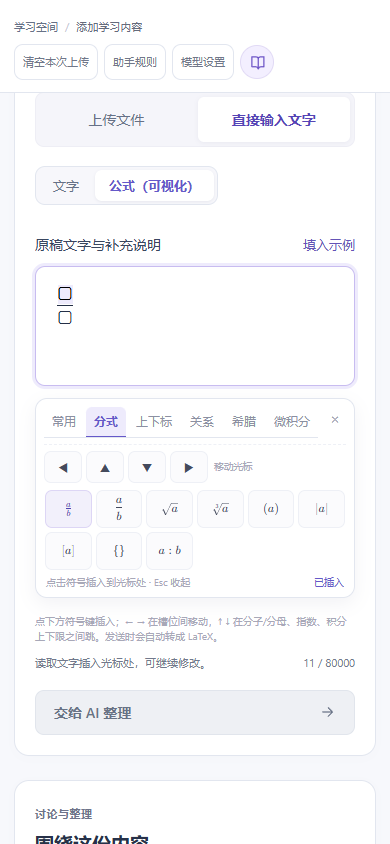 学习空间 / 添加学习内容
清空本次上传 助手规则 模型设置
上传文件 直接输入文字
文字 公式（可视化）
原稿文字与补充说明 填入示例
常用 分式 上下标 关系 希腊 微积分 ×
◀ ▲ ▼ ▶ 移动光标
a/b a/b √a ∛a (a) |a|
[a] {} a : b
点击符号插入到光标处 · Esc 收起 已插入
点下方符号键插入；← → 在槽位间移动，↑ ↓ 在分子/分母、指数、积分
上下限之间跳。发送时会自动转成 LaTeX。
读取文字插入光标处，可继续修改。 11 / 80000
交给 AI 整理 →
讨论与整理
围绕这份内容